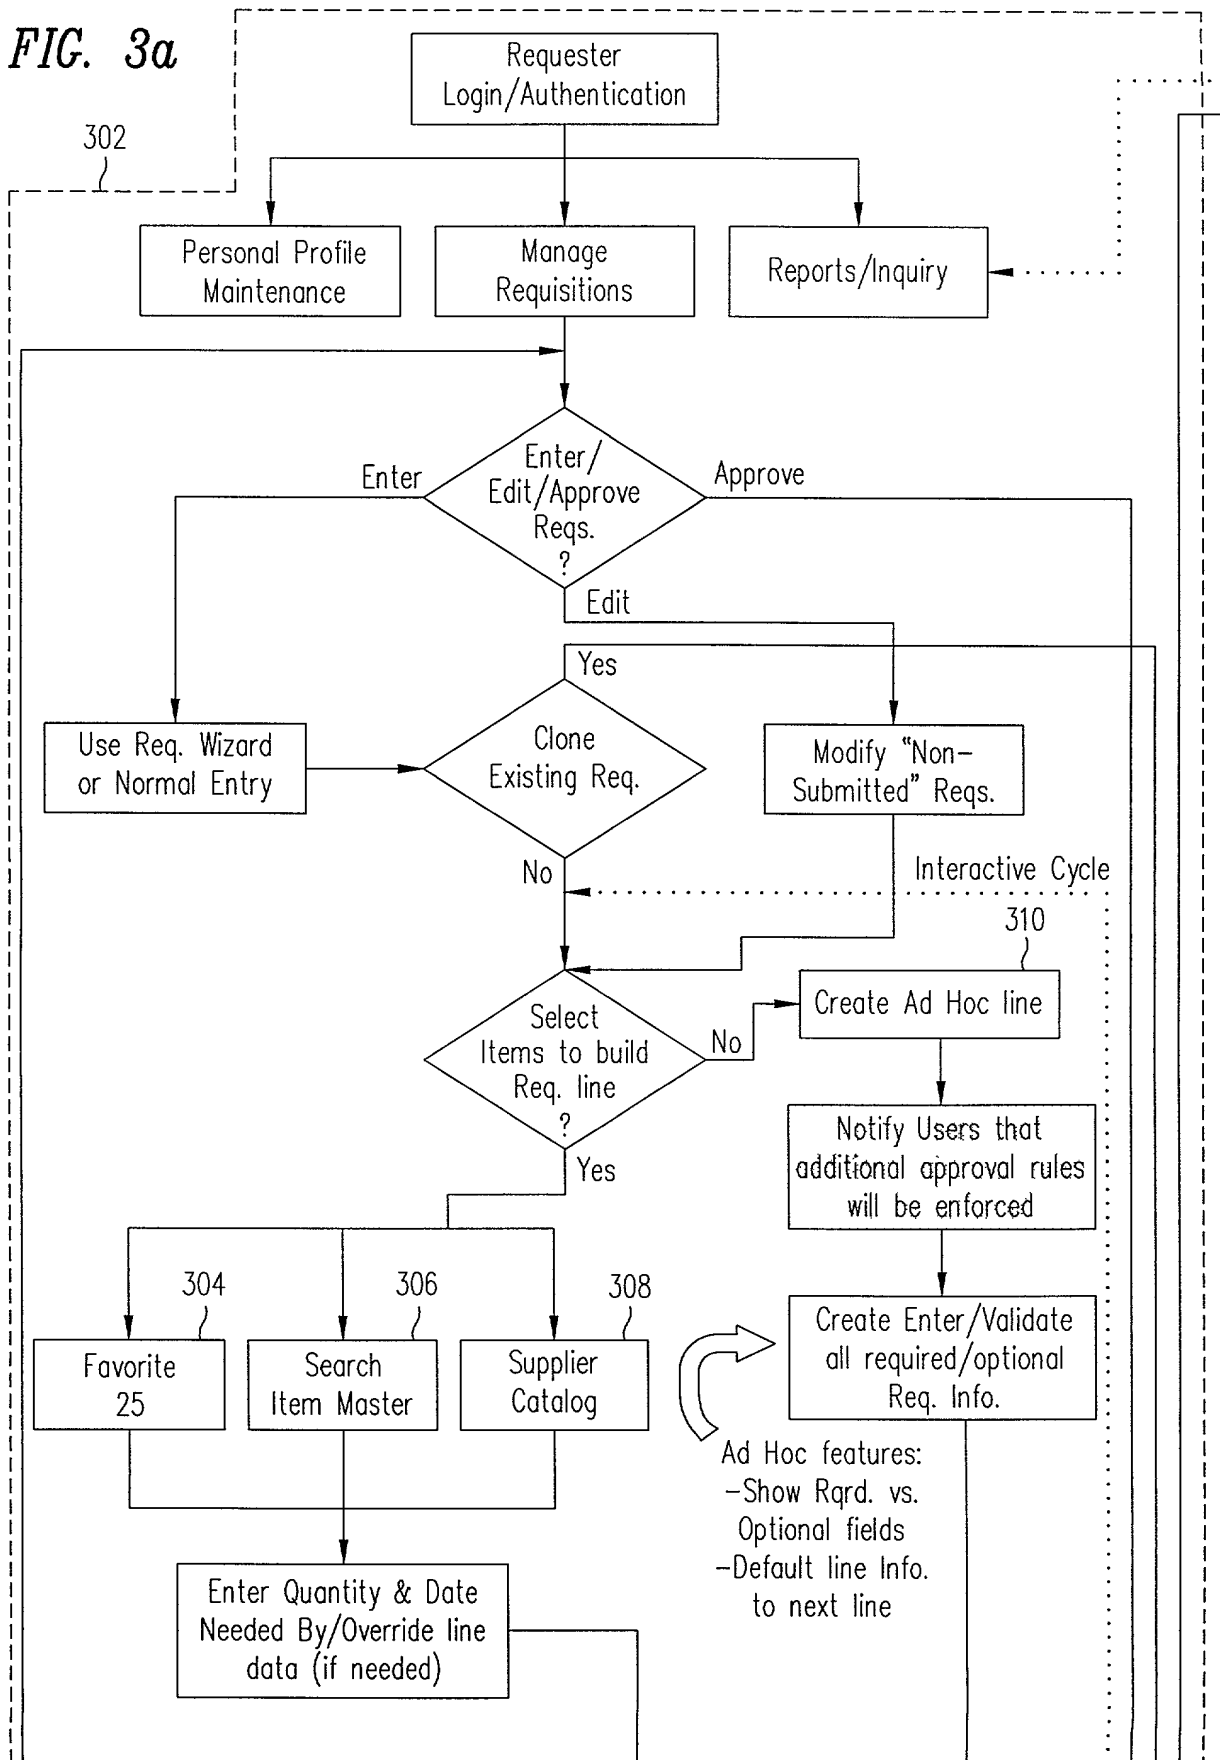 FIG. 3a
Requester
Login/Authentication
302
Personal Profile
Maintenance
Manage
Requisitions
Reports/Inquiry
Enter
Enter/
Edit/Approve
Reqs.
?
Approve
Edit
Yes
Use Req. Wizard
or Normal Entry
Clone
Existing Req.
Modify "Non-
Submitted" Reqs.
No
Interactive Cycle
310
Select
Items to build
Req. line
?
No
Create Ad Hoc line
Yes
Notify Users that
additional approval rules
will be enforced
304
306
308
Favorite
25
Search
Item Master
Supplier
Catalog
Create Enter/Validate
all required/optional
Req. Info.
Ad Hoc features:
-Show Rqrd. vs.
Optional fields
-Default line Info.
to next line
Enter Quantity & Date
Needed By/Override line
data (if needed)